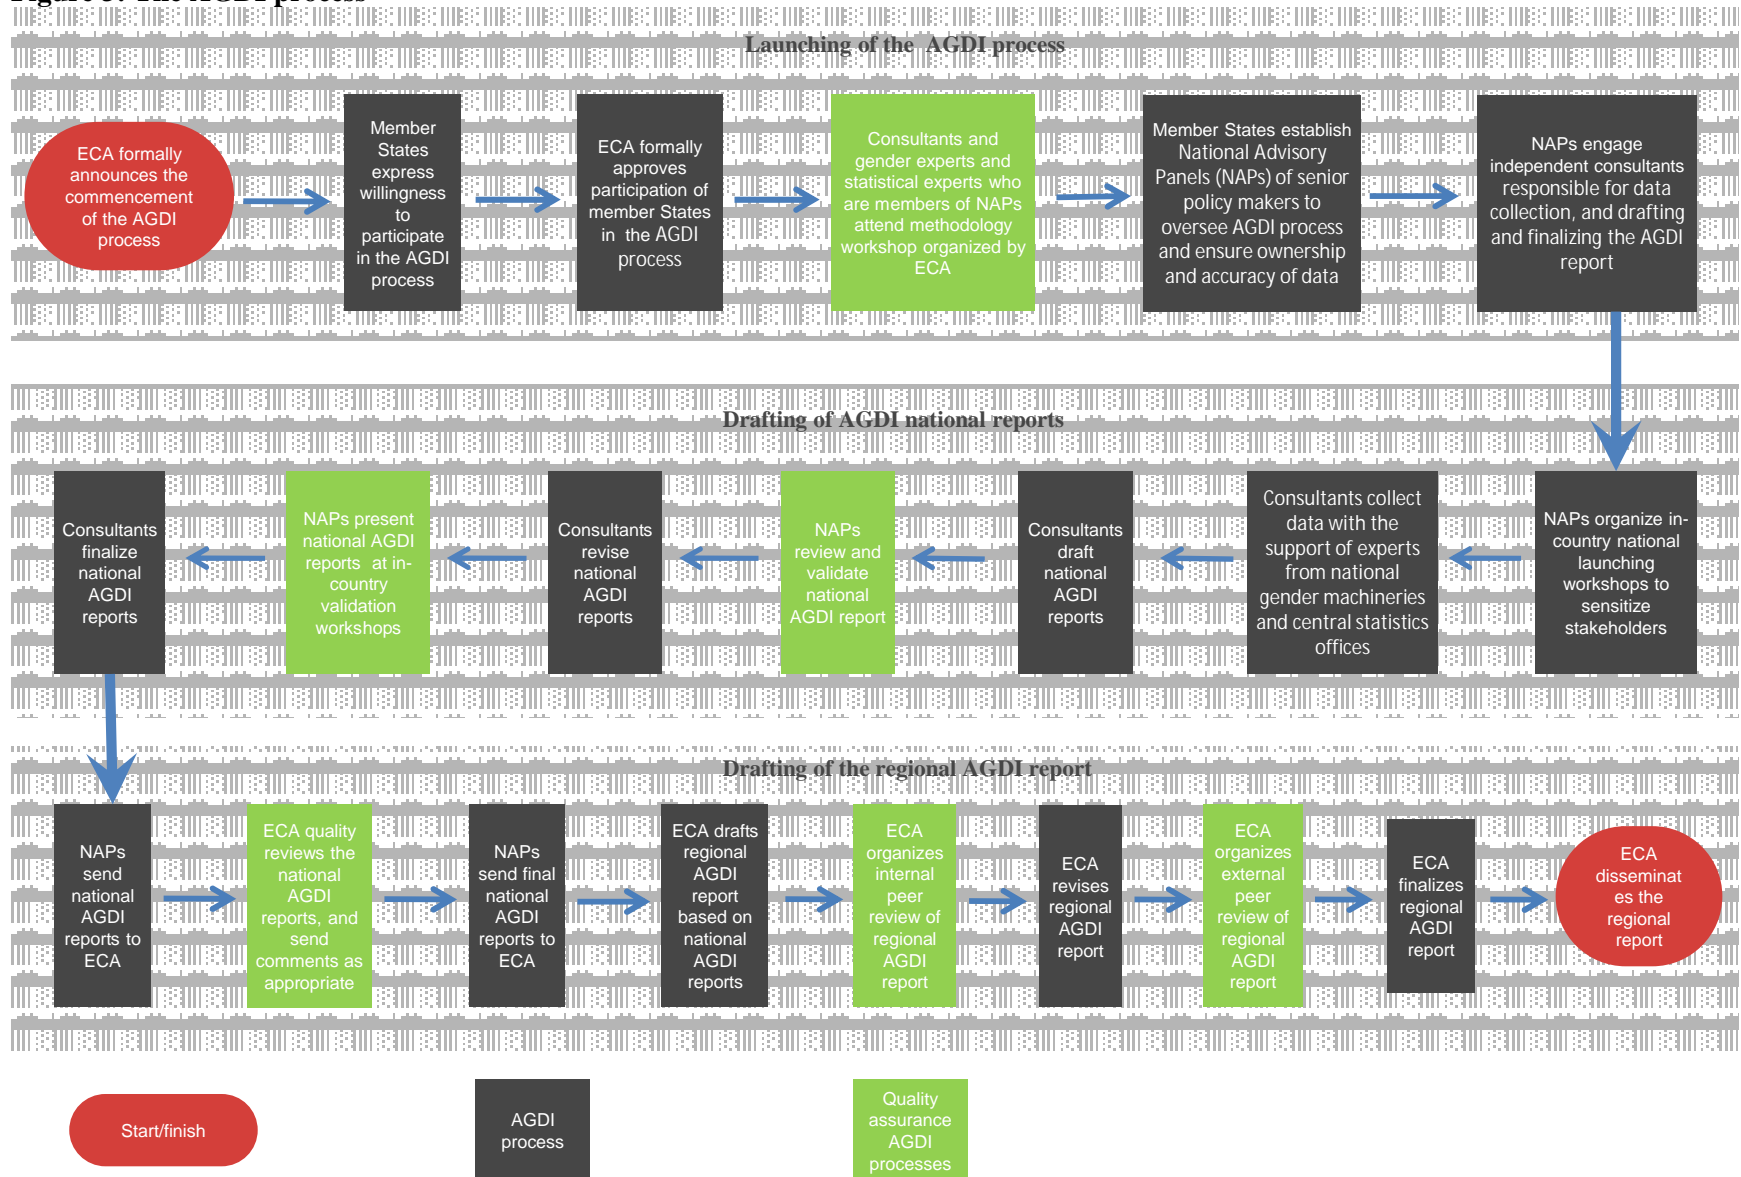 Figure 3: The AGDI process
Launching of the AGDI process
ECA formally
announces the
commencement
of the AGDI
process
Member
States
express
willingness
to
participate
in the AGDI
process
ECA formally
approves
participation of
member States
in the AGDI
process
Consultants and
gender experts and
statistical experts who
are members of NAPs
attend methodology
workshop organized by
ECA
Member States establish
National Advisory
Panels (NAPs) of senior
policy makers to
oversee AGDI process
and ensure ownership
and accuracy of data
NAPs engage
independent consultants
responsible for data
collection, and drafting
and finalizing the AGDI
report
Drafting of AGDI national reports
Consultants
finalize
national
AGDI
reports
NAPs present
national AGDI
reports at in-
country
validation
workshops
Consultants
revise
national
AGDI
reports
NAPs
review and
validate
national
AGDI report
Consultants
draft
national
AGDI
reports
Consultants collect
data with the
support of experts
from national
gender machineries
and central statistics
offices
NAPs organize in-
country national
launching
workshops to
sensitize
stakeholders
Drafting of the regional AGDI report
NAPs
send
national
AGDI
reports to
ECA
ECA quality
reviews the
national
AGDI
reports, and
send
comments as
appropriate
NAPs
send final
national
AGDI
reports to
ECA
ECA drafts
regional
AGDI
report
based on
national
AGDI
reports
ECA
organizes
internal
peer
review of
regional
AGDI
report
ECA
revises
regional
AGDI
report
ECA
organizes
external
peer
review of
regional
AGDI
report
ECA
finalizes
regional
AGDI
report
ECA
disseminat
es the
regional
report
Start/finish
AGDI
process
Quality
assurance
AGDI
processes